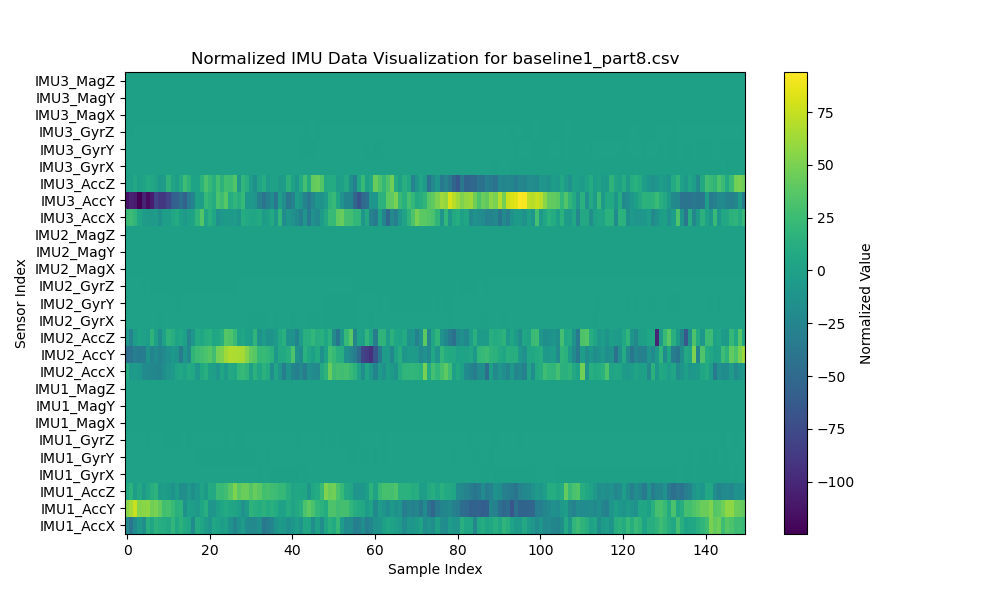 Normalized IMU Data Visualization for baseline1_part8.csv
Sensor Index
IMU3_MagZ
IMU3_MagY
IMU3_MagX
IMU3_GyrZ
IMU3_GyrY
IMU3_GyrX
IMU3_AccZ
IMU3_AccY
IMU3_AccX
IMU2_MagZ
IMU2_MagY
IMU2_MagX
IMU2_GyrZ
IMU2_GyrY
IMU2_GyrX
IMU2_AccZ
IMU2_AccY
IMU2_AccX
IMU1_MagZ
IMU1_MagY
IMU1_MagX
IMU1_GyrZ
IMU1_GyrY
IMU1_GyrX
IMU1_AccZ
IMU1_AccY
IMU1_AccX
0 20 40 60 80 100 120 140
Sample Index
75
50
25
0
−25
−50
−75
−100
Normalized Value